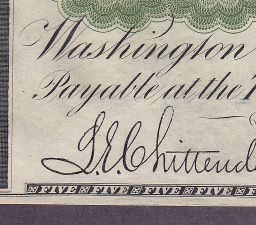 Washington
Payable at the
L. E. Chittend
FIVE FIVE FIVE FIVE FIVE